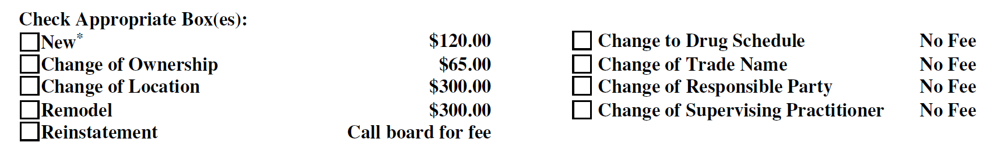 Check Appropriate Box(es):
New* $120.00
Change of Ownership $65.00
Change of Location $300.00
Remodel $300.00
Reinstatement Call board for fee
Change to Drug Schedule No Fee
Change of Trade Name No Fee
Change of Responsible Party No Fee
Change of Supervising Practitioner No Fee